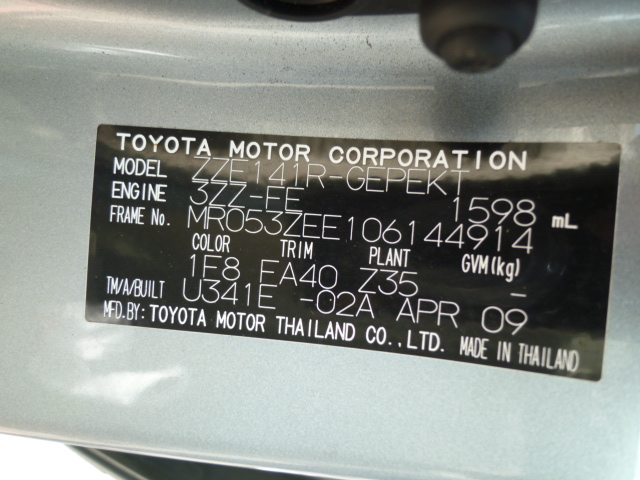 TOYOTA MOTOR CORPORATION
MODEL ZZE141R-GEPEKT
ENGINE 3ZZ-FE 1598 mL
FRAME No. MR053ZEE106144914
COLOR TRIM PLANT GVM(kg)
1F8 FA40 Z35 -
TM/A/BUILT U341E -02A APR 09
MFD.BY: TOYOTA MOTOR THAILAND CO.,LTD. MADE IN THAILAND